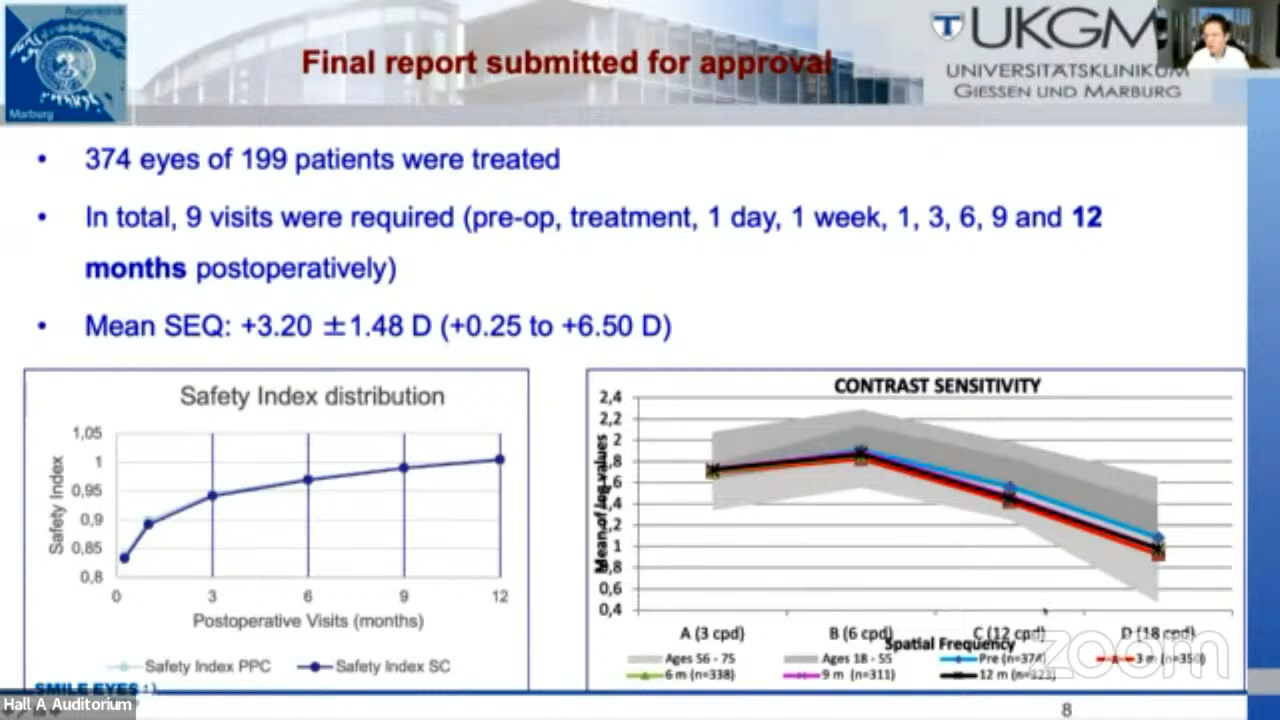 Augenklinik
Marburg
Final report submitted for approval
UKGM
UNIVERSITÄTSKLINIKUM
GIESSEN UND MARBURG
• 374 eyes of 199 patients were treated
• In total, 9 visits were required (pre-op, treatment, 1 day, 1 week, 1, 3, 6, 9 and 12
months postoperatively)
• Mean SEQ: +3.20 ±1.48 D (+0.25 to +6.50 D)
Safety Index distribution
Safety Index
1,05
1
0,95
0,9
0,85
0,8
0 3 6 9 12
Postoperative Visits (months)
Safety Index PPC Safety Index SC
CONTRAST SENSITIVITY
Mean of log values
2,4
2,2
2
,8
,6
,4
,2
1
0,8
0,6
0,4
A (3 cpd) B (6 cpd) C (12 cpd) D (18 cpd)
Spatial Frequency
Ages 56 - 75 Ages 18 - 55 Pre (n=374) 3 m (n=350)
6 m (n=338) 9 m (n=311) 12 m (n=323)
zoom
SMILE EYES
Hall A Auditorium
8